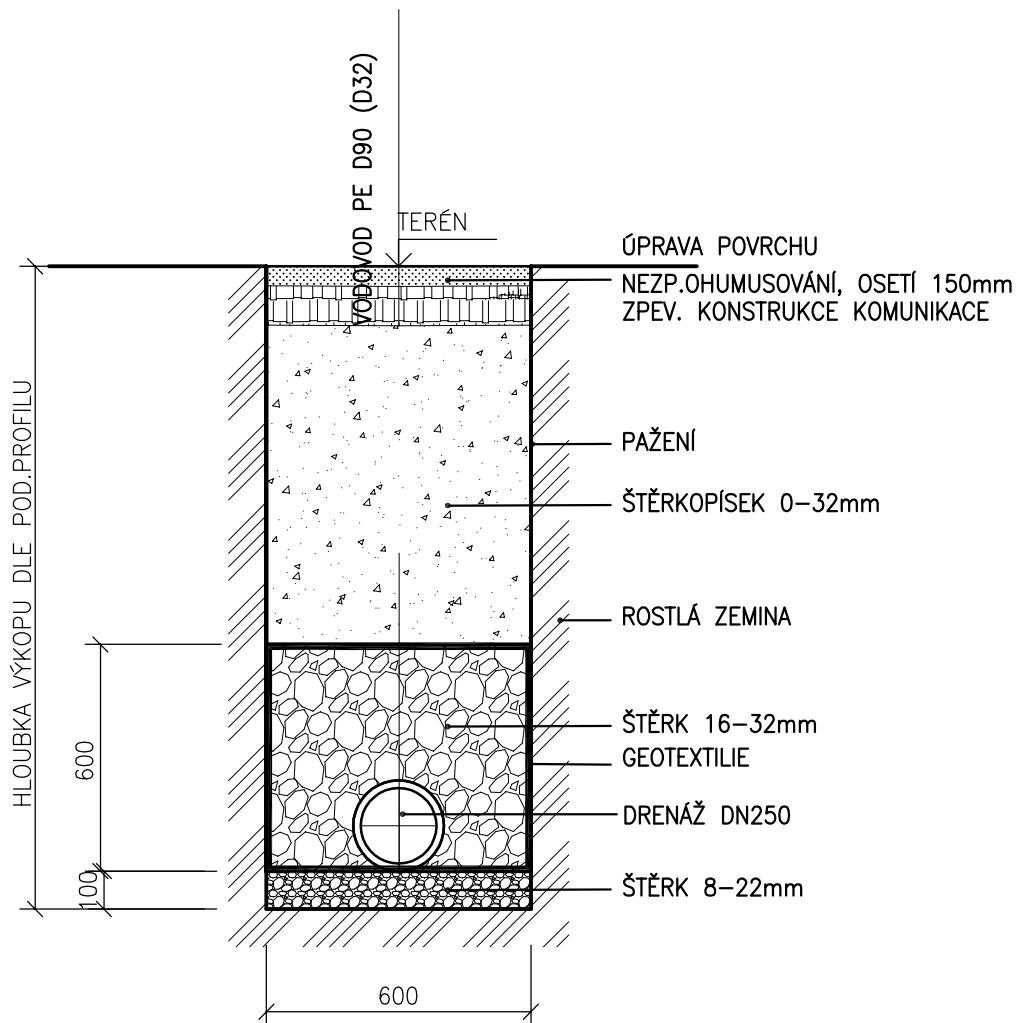 VODOVOD PE D90 (D32)
TERÉN
ÚPRAVA POVRCHU
NEZP.OHUMUSOVÁNÍ, OSETÍ 150mm
ZPEV. KONSTRUKCE KOMUNIKACE
PAŽENÍ
ŠTĚRKOPÍSEK 0-32mm
ROSTLÁ ZEMINA
ŠTĚRK 16-32mm
GEOTEXTILIE
DRENÁŽ DN250
ŠTĚRK 8-22mm
HLOUBKA VÝKOPU DLE POD.PROFILU
600
100
600